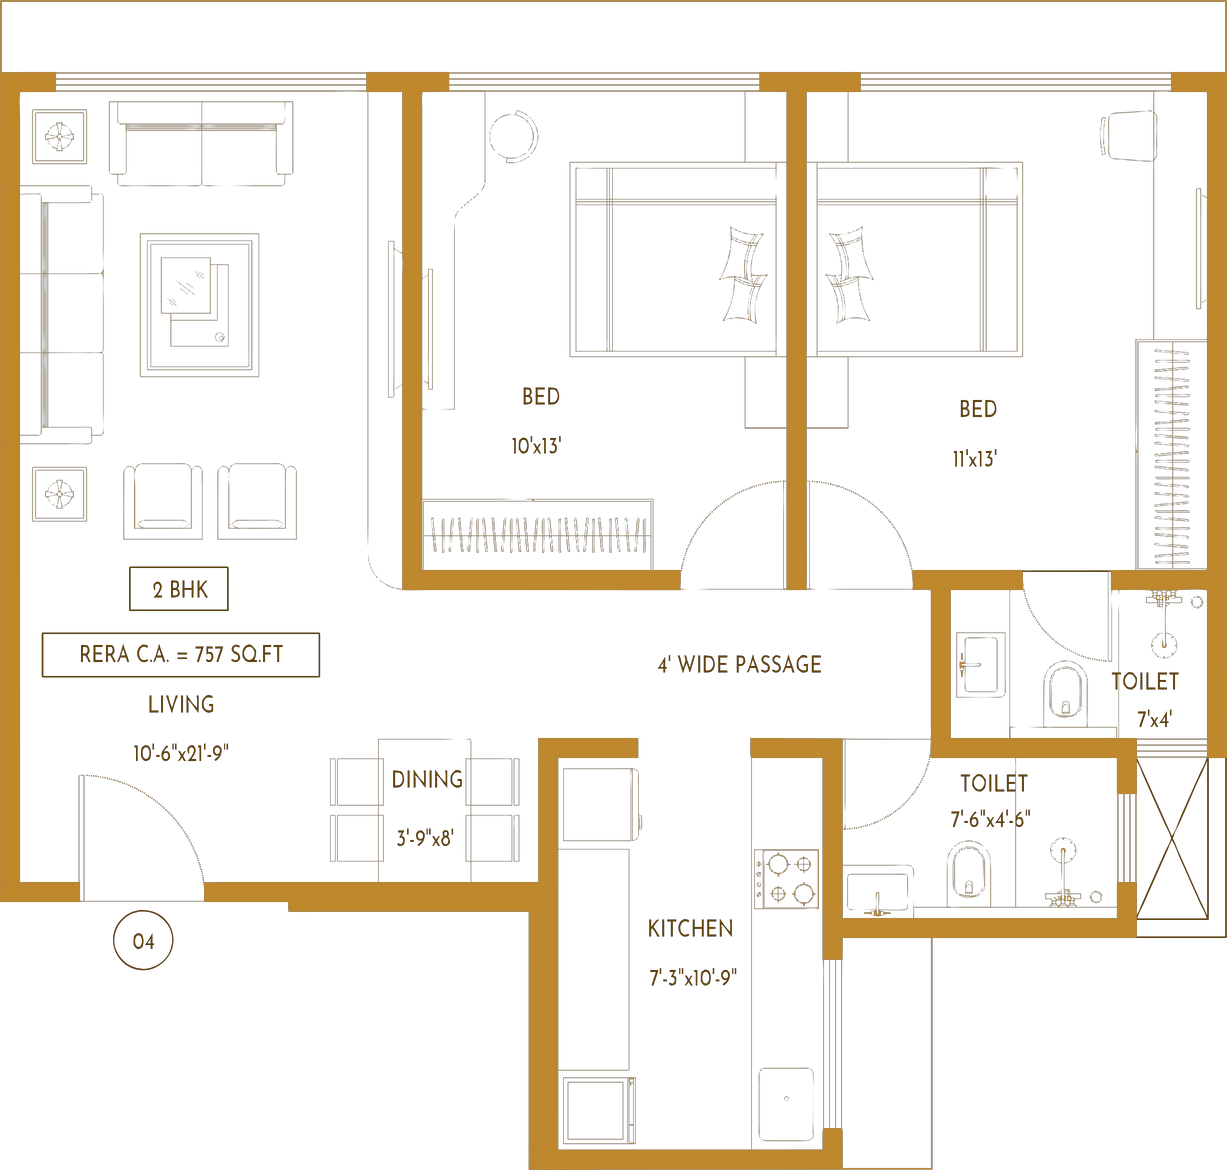 BED
10'x13'
BED
11'x13'
2 BHK
RERA C.A. = 757 SQ.FT
LIVING
10'-6"x21'-9"
4' WIDE PASSAGE
TOILET
7'x4'
DINING
3'-9"x8'
TOILET
7'-6"x4'-6"
KITCHEN
7'-3"x10'-9"
04